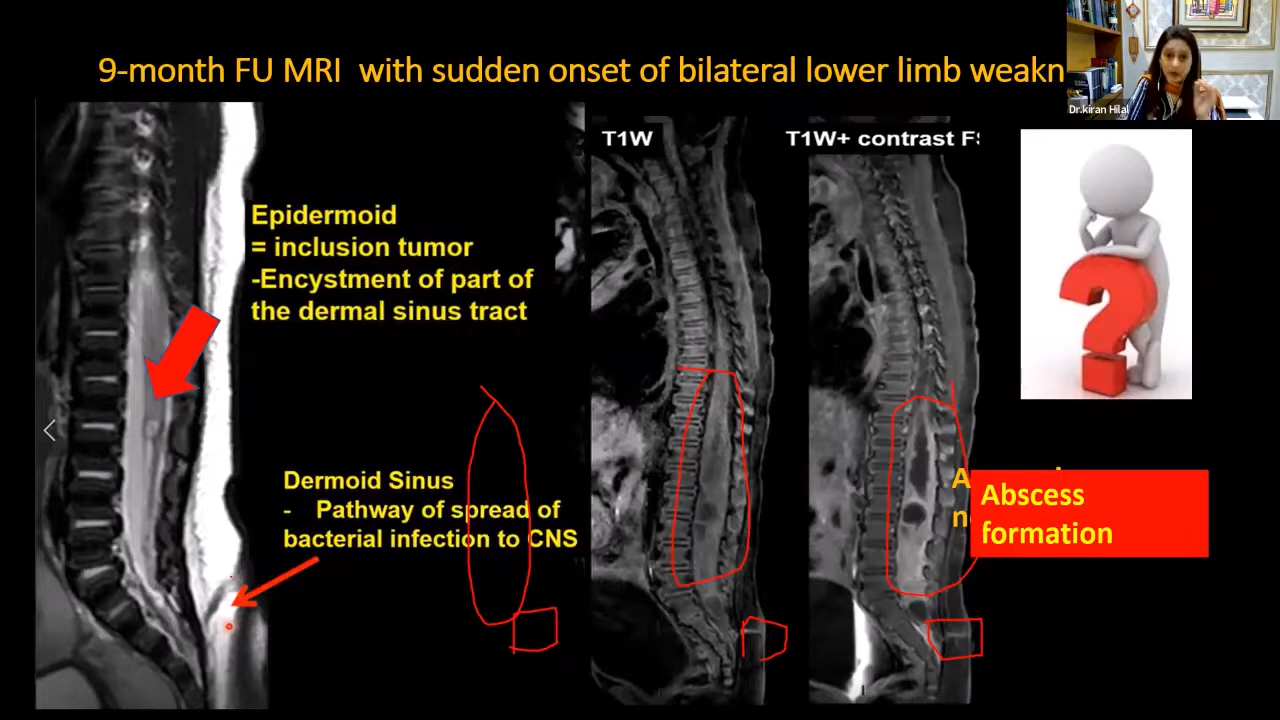 9-month FU MRI with sudden onset of bilateral lower limb weakn
Dr.kiran Hilal
T1W
T1W+ contrast FS
Epidermoid
= inclusion tumor
-Encystment of part of
the dermal sinus tract
Dermoid Sinus
- Pathway of spread of
bacterial infection to CNS
Abscess
formation